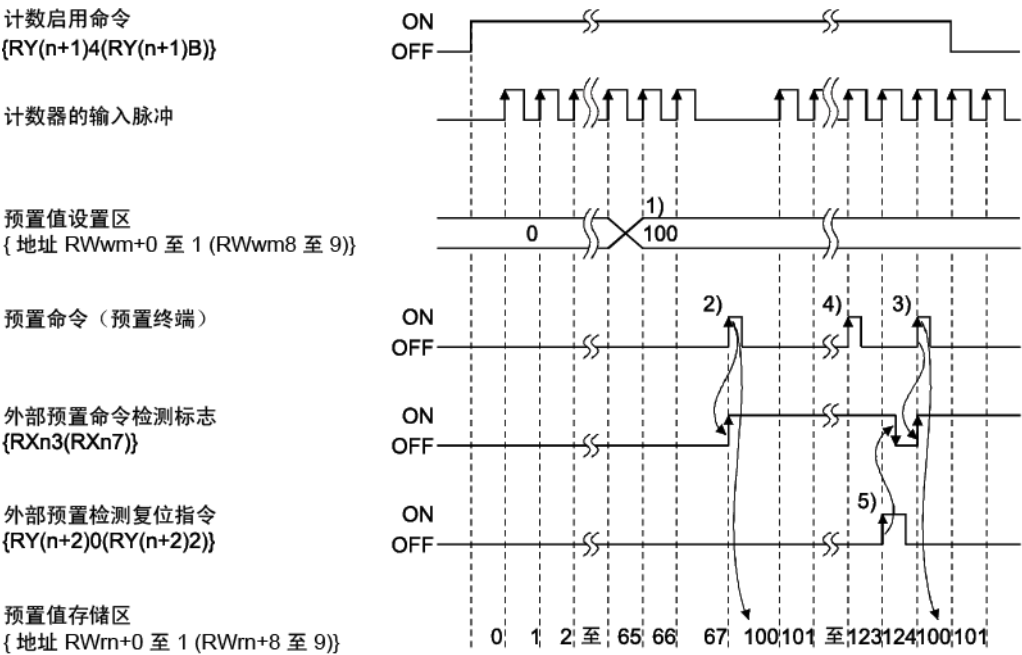 计数启用命令
{RY(n+1)4(RY(n+1)B)}
ON
OFF
计数器的输入脉冲
预置值设置区
{ 地址 RWwm+0 至 1 (RWwm8 至 9)}
0
1)
100
预置命令（预置终端）
ON
OFF
2)
4)
3)
外部预置命令检测标志
{RXn3(RXn7)}
ON
OFF
外部预置检测复位指令
{RY(n+2)0(RY(n+2)2)}
ON
OFF
5)
预置值存储区
{ 地址 RWrn+0 至 1 (RWrn+8 至 9)}
0 1 2 至 65 66 67 100 101 至 123 124 100 101